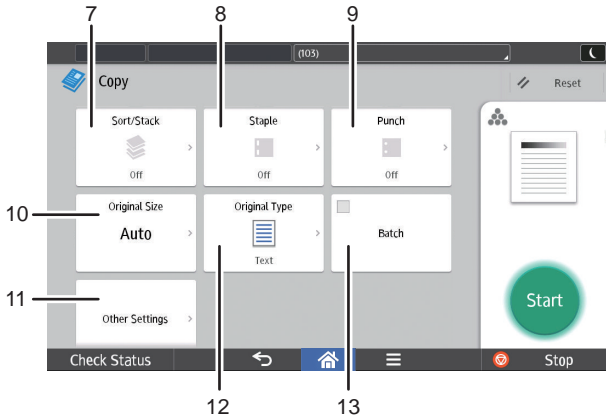 7 8 9
(103)
Copy
Reset
Sort/Stack
Off
Staple
Off
Punch
Off
10
Original Size
Auto
Original Type
Text
Batch
11
Other Settings
Start
Check Status
Stop
12 13